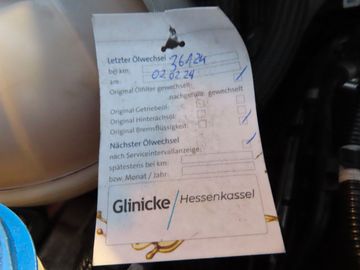 Letzter Ölwechsel
bei km: 36124
am: 02.02.24
Original Ölfilter gewechselt:
nachgefüllt gewechselt
Original Getriebeöl:
Original Hinterachsöl:
Original Bremsflüssigkeit:
Nächster Ölwechsel
nach Serviceintervallanzeige:
spätestens bei km:
bzw. Monat / Jahr:
Glinicke / Hessenkassel